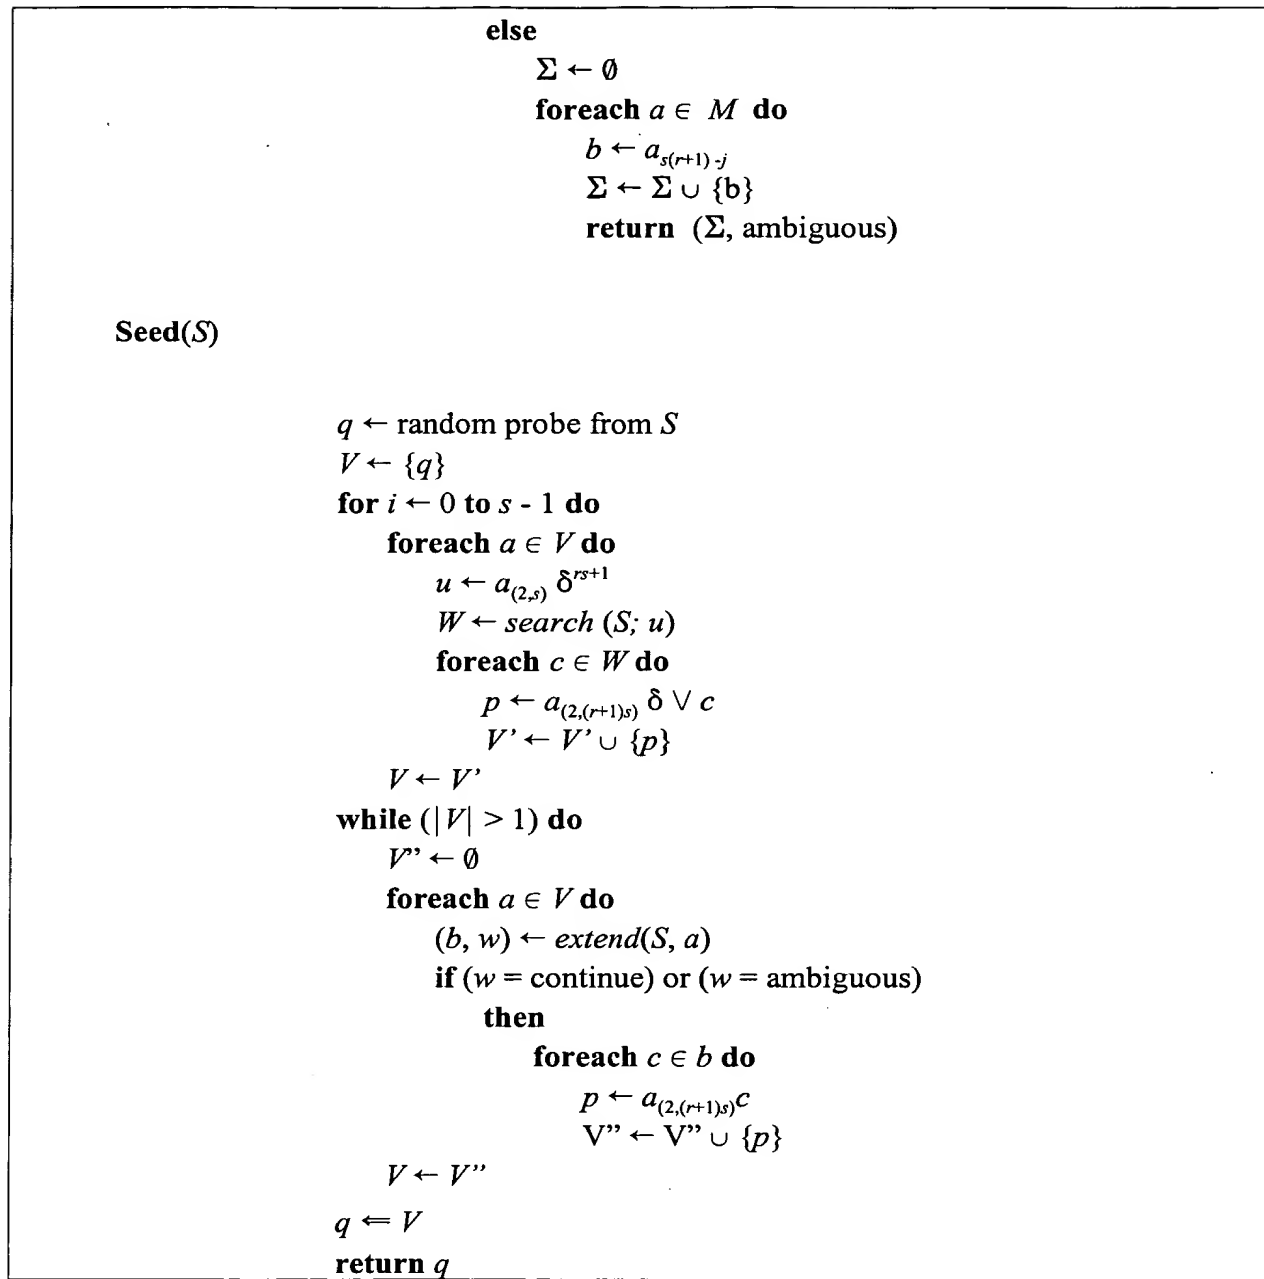 else
Σ ← ∅
foreach a ∈ M do
b ← a_{s(r+1)-j}
Σ ← Σ ∪ {b}
return (Σ, ambiguous)
Seed(S)
q ← random probe from S
V ← {q}
for i ← 0 to s - 1 do
foreach a ∈ V do
u ← a_{(2,s)} δ^{rs+1}
W ← search (S; u)
foreach c ∈ W do
p ← a_{(2,(r+1)s)} δ ∨ c
V' ← V' ∪ {p}
V ← V'
while (|V| > 1) do
V” ← ∅
foreach a ∈ V do
(b, w) ← extend(S, a)
if (w = continue) or (w = ambiguous)
then
foreach c ∈ b do
p ← a_{(2,(r+1)s)}c
V” ← V” ∪ {p}
V ← V”
q ⇐ V
return q